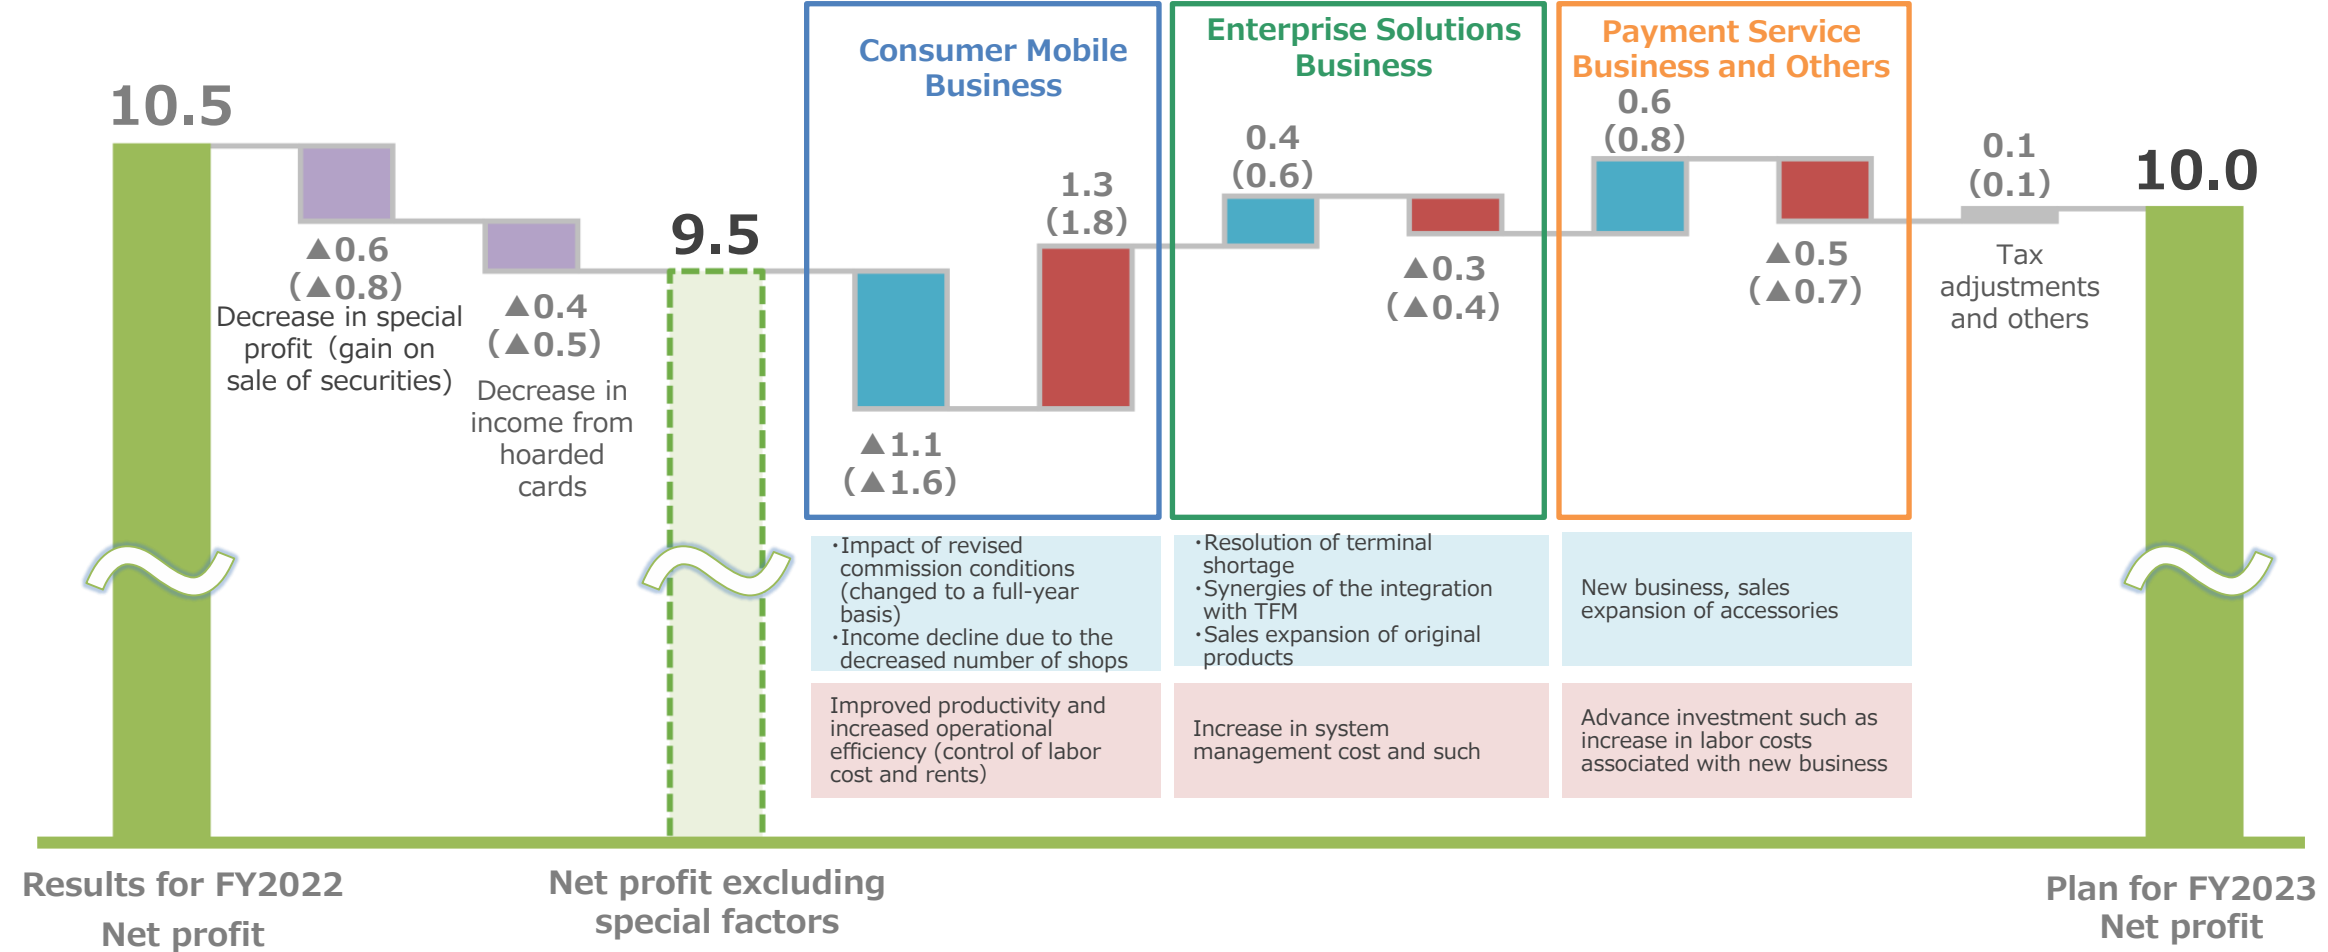 10.5
▲0.6
(▲0.8)
Decrease in special
profit（gain on
sale of securities)
▲0.4
(▲0.5)
Decrease in
income from
hoarded
cards
9.5
Consumer Mobile
Business
▲1.1
(▲1.6)
1.3
(1.8)
Enterprise Solutions
Business
0.4
(0.6)
▲0.3
(▲0.4)
Payment Service
Business and Others
0.6
(0.8)
▲0.5
(▲0.7)
0.1
(0.1)
Tax
adjustments
and others
10.0
・Impact of revised
commission conditions
(changed to a full-year
basis)
・Income decline due to the
decreased number of shops
・Resolution of terminal
shortage
・Synergies of the integration
with TFM
・Sales expansion of original
products
New business, sales
expansion of accessories
Improved productivity and
increased operational
efficiency (control of labor
cost and rents)
Increase in system
management cost and such
Advance investment such as
increase in labor costs
associated with new business
Results for FY2022
Net profit
Net profit excluding
special factors
Plan for FY2023
Net profit